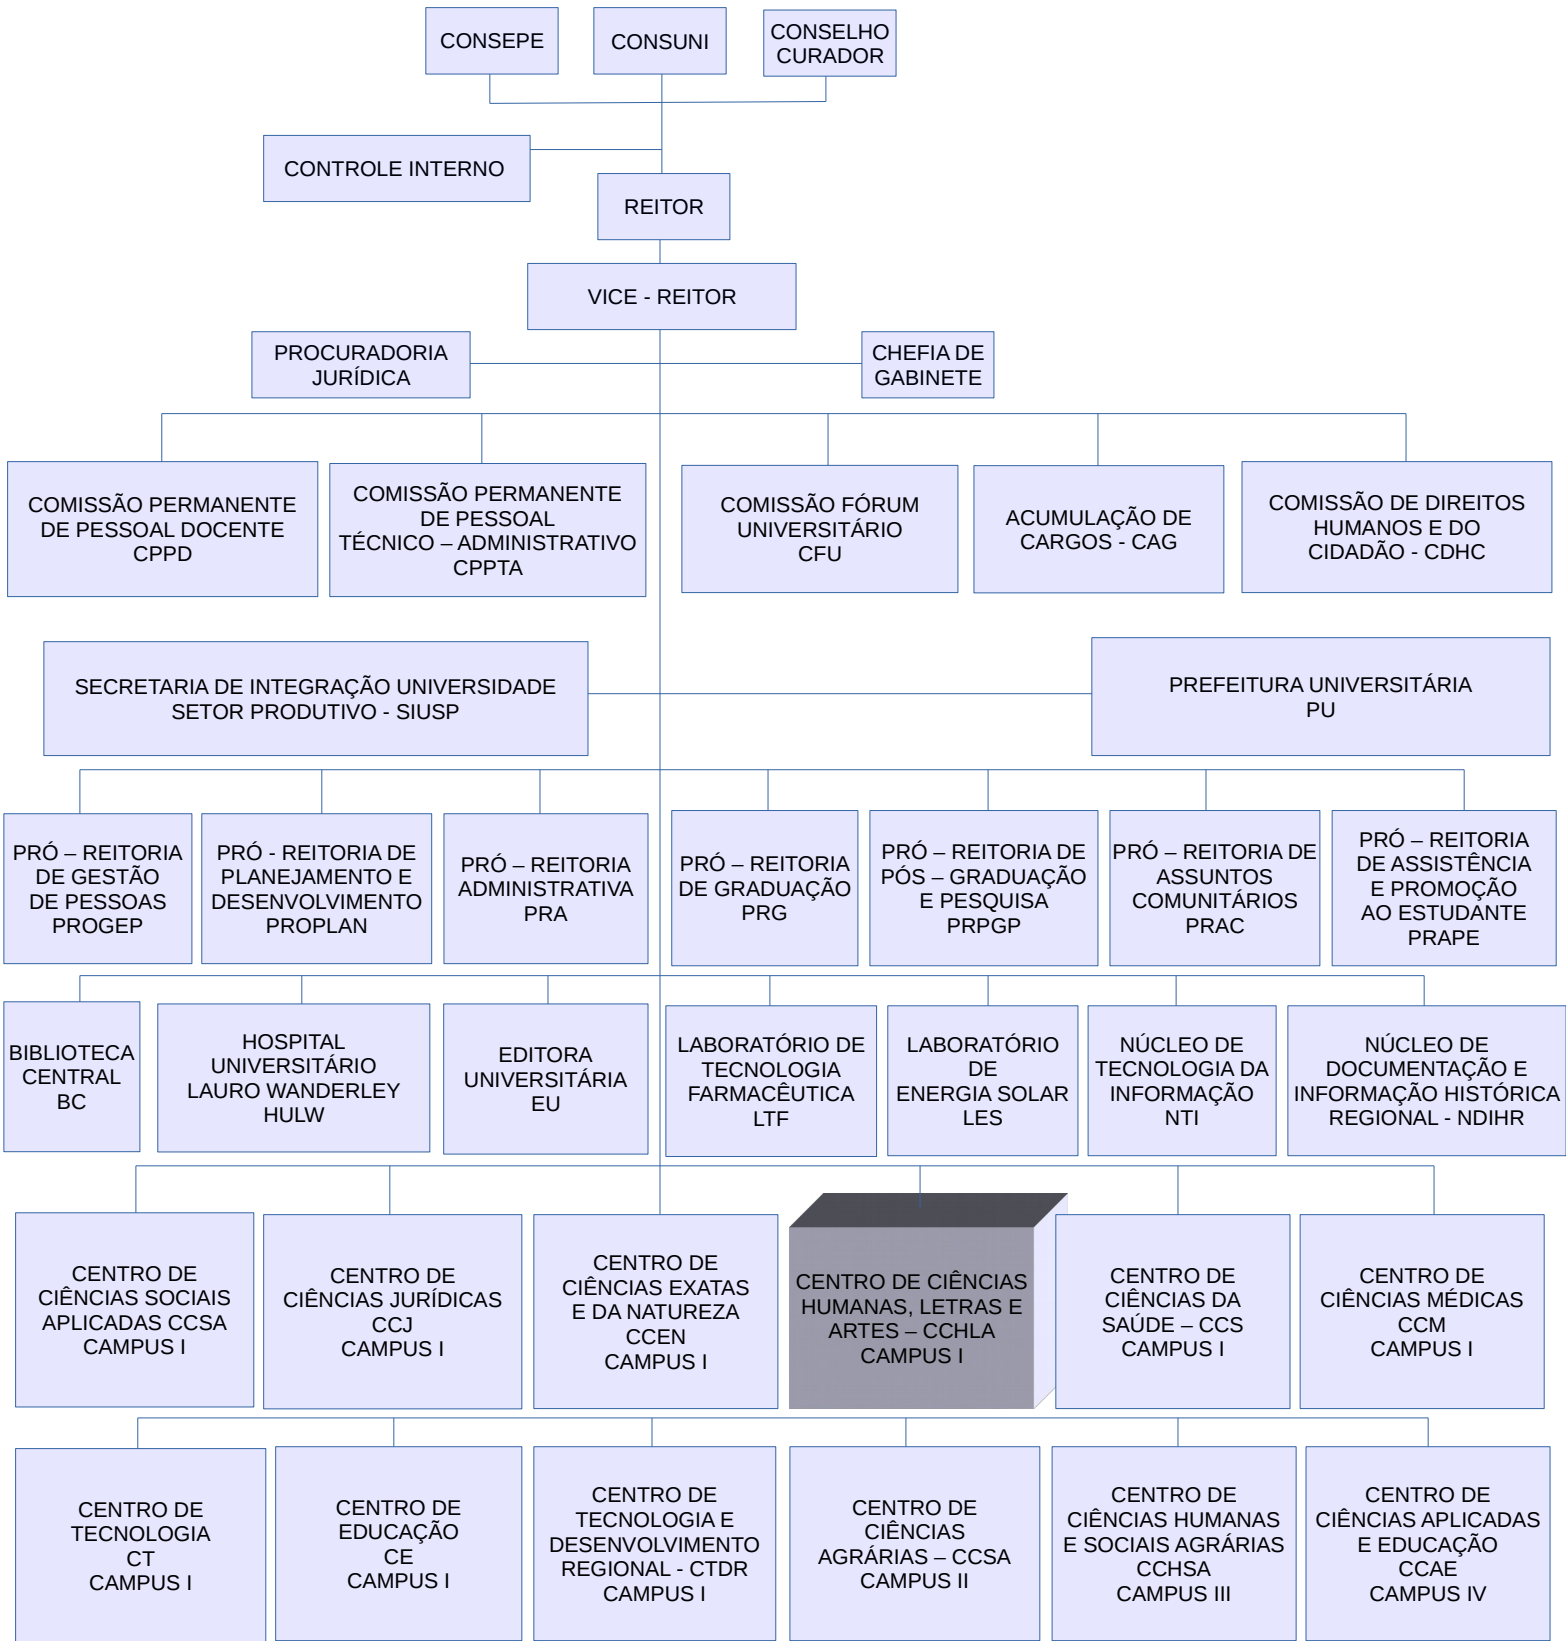 CONSEPE
CONSUNI
CONSELHO
CURADOR
CONTROLE INTERNO
REITOR
VICE - REITOR
PROCURADORIA
JURÍDICA
CHEFIA DE
GABINETE
COMISSÃO PERMANENTE
DE PESSOAL DOCENTE
CPPD
COMISSÃO PERMANENTE
DE PESSOAL
TÉCNICO – ADMINISTRATIVO
CPPTA
COMISSÃO FÓRUM
UNIVERSITÁRIO
CFU
ACUMULAÇÃO DE
CARGOS - CAG
COMISSÃO DE DIREITOS
HUMANOS E DO
CIDADÃO - CDHC
SECRETARIA DE INTEGRAÇÃO UNIVERSIDADE
SETOR PRODUTIVO - SIUSP
PREFEITURA UNIVERSITÁRIA
PU
PRÓ – REITORIA
DE GESTÃO
DE PESSOAS
PROGEP
PRÓ - REITORIA DE
PLANEJAMENTO E
DESENVOLVIMENTO
PROPLAN
PRÓ – REITORIA
ADMINISTRATIVA
PRA
PRÓ – REITORIA
DE GRADUAÇÃO
PRG
PRÓ – REITORIA DE
PÓS – GRADUAÇÃO
E PESQUISA
PRPGP
PRÓ – REITORIA DE
ASSUNTOS
COMUNITÁRIOS
PRAC
PRÓ – REITORIA
DE ASSISTÊNCIA
E PROMOÇÃO
AO ESTUDANTE
PRAPE
BIBLIOTECA
CENTRAL
BC
HOSPITAL
UNIVERSITÁRIO
LAURO WANDERLEY
HULW
EDITORA
UNIVERSITÁRIA
EU
LABORATÓRIO DE
TECNOLOGIA
FARMACÊUTICA
LTF
LABORATÓRIO
DE
ENERGIA SOLAR
LES
NÚCLEO DE
TECNOLOGIA DA
INFORMAÇÃO
NTI
NÚCLEO DE
DOCUMENTAÇÃO E
INFORMAÇÃO HISTÓRICA
REGIONAL - NDIHR
CENTRO DE
CIÊNCIAS SOCIAIS
APLICADAS CCSA
CAMPUS I
CENTRO DE
CIÊNCIAS JURÍDICAS
CCJ
CAMPUS I
CENTRO DE
CIÊNCIAS EXATAS
E DA NATUREZA
CCEN
CAMPUS I
CENTRO DE CIÊNCIAS
HUMANAS, LETRAS E
ARTES – CCHLA
CAMPUS I
CENTRO DE
CIÊNCIAS DA
SAÚDE – CCS
CAMPUS I
CENTRO DE
CIÊNCIAS MÉDICAS
CCM
CAMPUS I
CENTRO DE
TECNOLOGIA
CT
CAMPUS I
CENTRO DE
EDUCAÇÃO
CE
CAMPUS I
CENTRO DE
TECNOLOGIA E
DESENVOLVIMENTO
REGIONAL - CTDR
CAMPUS I
CENTRO DE
CIÊNCIAS
AGRÁRIAS – CCSA
CAMPUS II
CENTRO DE
CIÊNCIAS HUMANAS
E SOCIAIS AGRÁRIAS
CCHSA
CAMPUS III
CENTRO DE
CIÊNCIAS APLICADAS
E EDUCAÇÃO
CCAE
CAMPUS IV